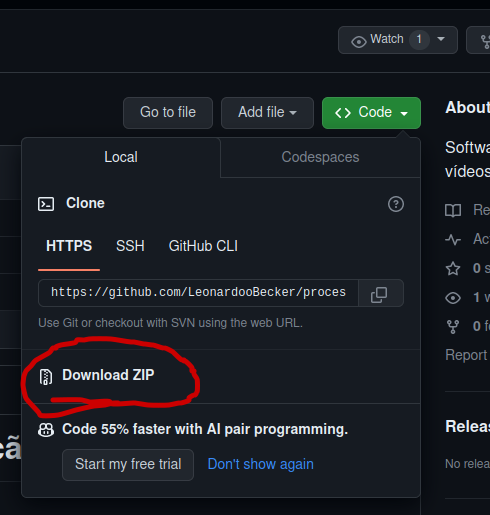 Watch 1
Go to file
Add file
Code
About
Local
Codespaces
Softwa
vídeos
Clone
Re
HTTPS
SSH
GitHub CLI
Ac
0 s
https://github.com/LeonardooBecker/proces
1 w
Use Git or checkout with SVN using the web URL.
0 fo
Report
Download ZIP
Code 55% faster with AI pair programming.
Relea
çã
Start my free trial
Don't show again
No relea